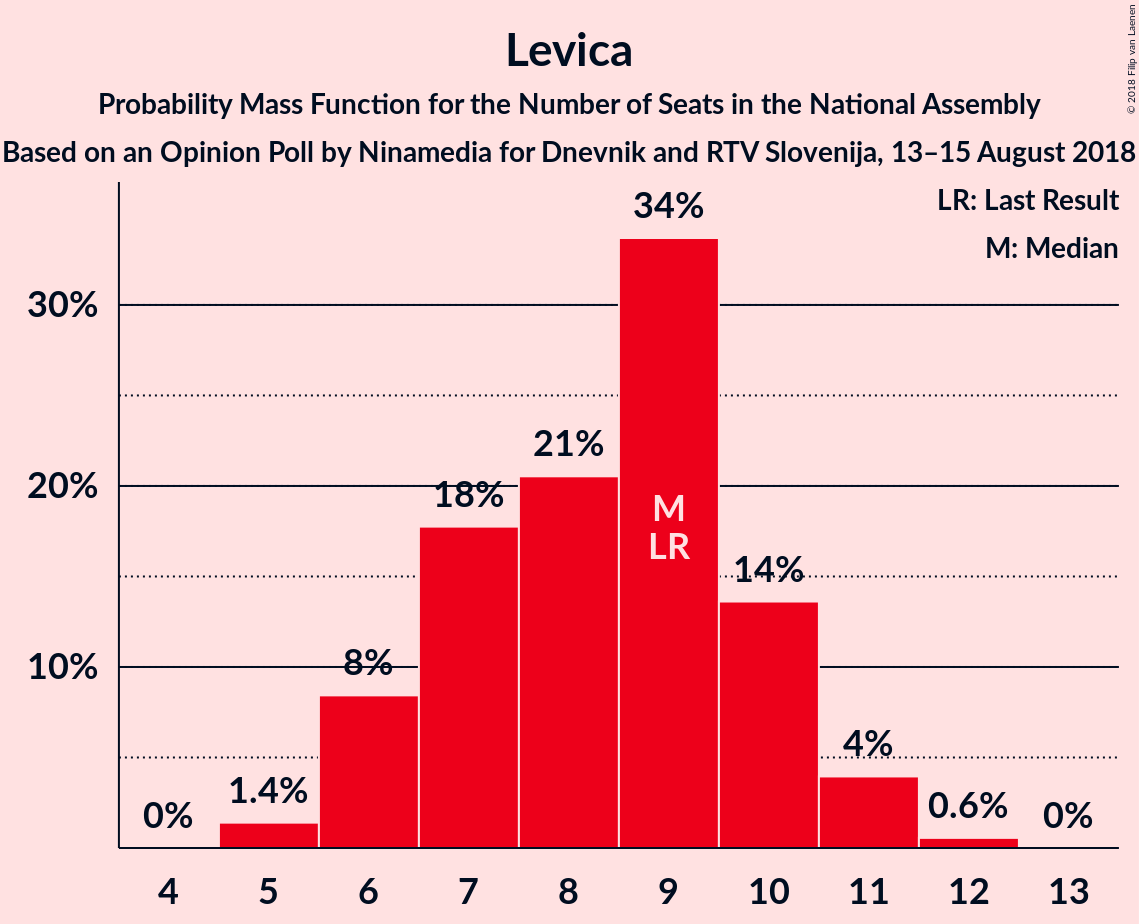 Levica
Probability Mass Function for the Number of Seats in the National Assembly
Based on an Opinion Poll by Ninamedia for Dnevnik and RTV Slovenija, 13–15 August 2018
© 2018 Filip van Laenen
LR: Last Result
M: Median
34%
30%
21%
20%
18%
M
LR
14%
10%
8%
4%
1.4%
0.6%
0%
0%
4 5 6 7 8 9 10 11 12 13